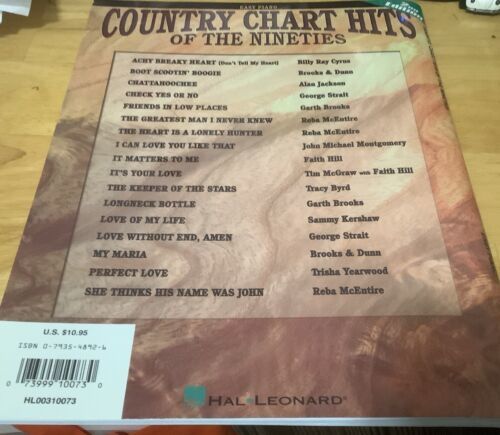 EASY PIANO
COUNTRY CHART HITS
OF THE NINETIES
Edition
ACHY BREAKY HEART (Don't Tell My Heart) Billy Ray Cyrus
BOOT SCOOTIN' BOOGIE Brooks & Dunn
CHATTAHOOCHEE Alan Jackson
CHECK YES OR NO George Strait
FRIENDS IN LOW PLACES Garth Brooks
THE GREATEST MAN I NEVER KNEW Reba McEntire
THE HEART IS A LONELY HUNTER Reba McEntire
I CAN LOVE YOU LIKE THAT John Michael Montgomery
IT MATTERS TO ME Faith Hill
IT'S YOUR LOVE Tim McGraw with Faith Hill
THE KEEPER OF THE STARS Tracy Byrd
LONGNECK BOTTLE Garth Brooks
LOVE OF MY LIFE Sammy Kershaw
LOVE WITHOUT END, AMEN George Strait
MY MARIA Brooks & Dunn
PERFECT LOVE Trisha Yearwood
SHE THINKS HIS NAME WAS JOHN Reba McEntire
U.S. $10.95
ISBN 0-7935-4892-6
0 73999 10073 0
HL00310073
HAL•LEONARD®